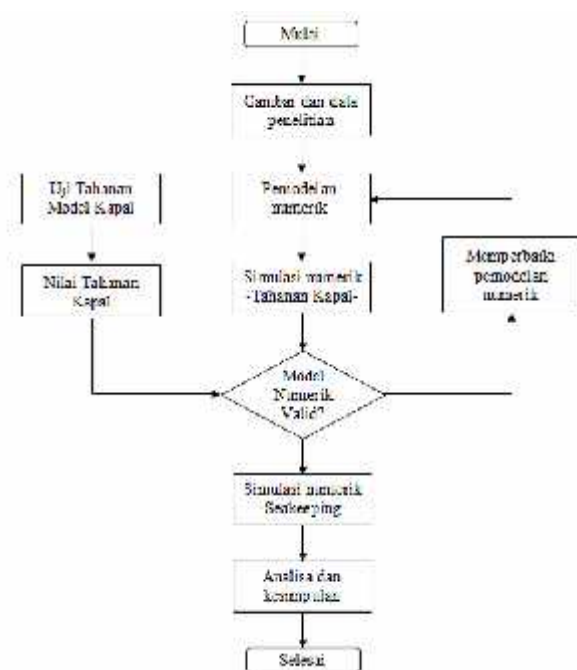 Mulai
Gambar dan data
penelitian
Uji Tahanan
Model Kapal
Pemodelan
numerik
Nilai Tahanan
Kapal
Simulasi numerik
-Tahanan Kapal-
Memperbaiki
pemodelan
numerik
Model
Numerik
Valid?
Simulasi numerik
Seakeeping
Analisa dan
kesimpulan
Selesai